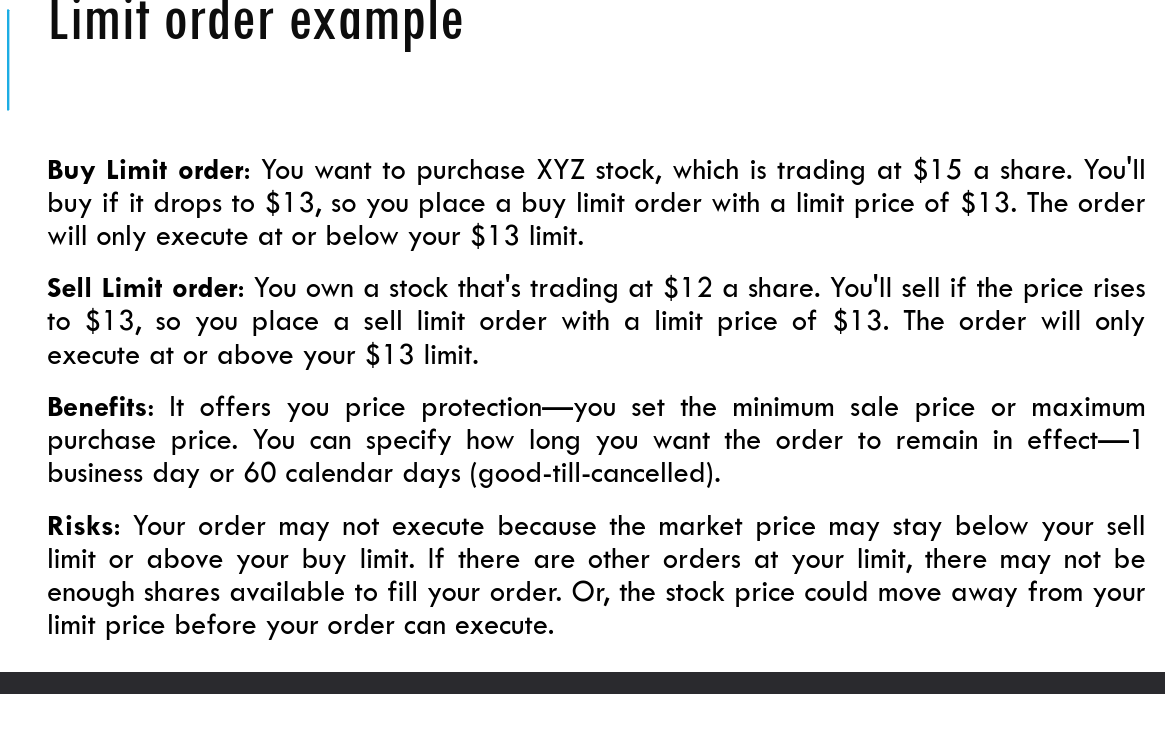 Limit order example
Buy Limit order: You want to purchase XYZ stock, which is trading at $15 a share. You'll
buy if it drops to $13, so you place a buy limit order with a limit price of $13. The order
will only execute at or below your $13 limit.
Sell Limit order: You own a stock that's trading at $12 a share. You'll sell if the price rises
to $13, so you place a sell limit order with a limit price of $13. The order will only
execute at or above your $13 limit.
Benefits: It offers you price protection—you set the minimum sale price or maximum
purchase price. You can specify how long you want the order to remain in effect—1
business day or 60 calendar days (good-till-cancelled).
Risks: Your order may not execute because the market price may stay below your sell
limit or above your buy limit. If there are other orders at your limit, there may not be
enough shares available to fill your order. Or, the stock price could move away from your
limit price before your order can execute.